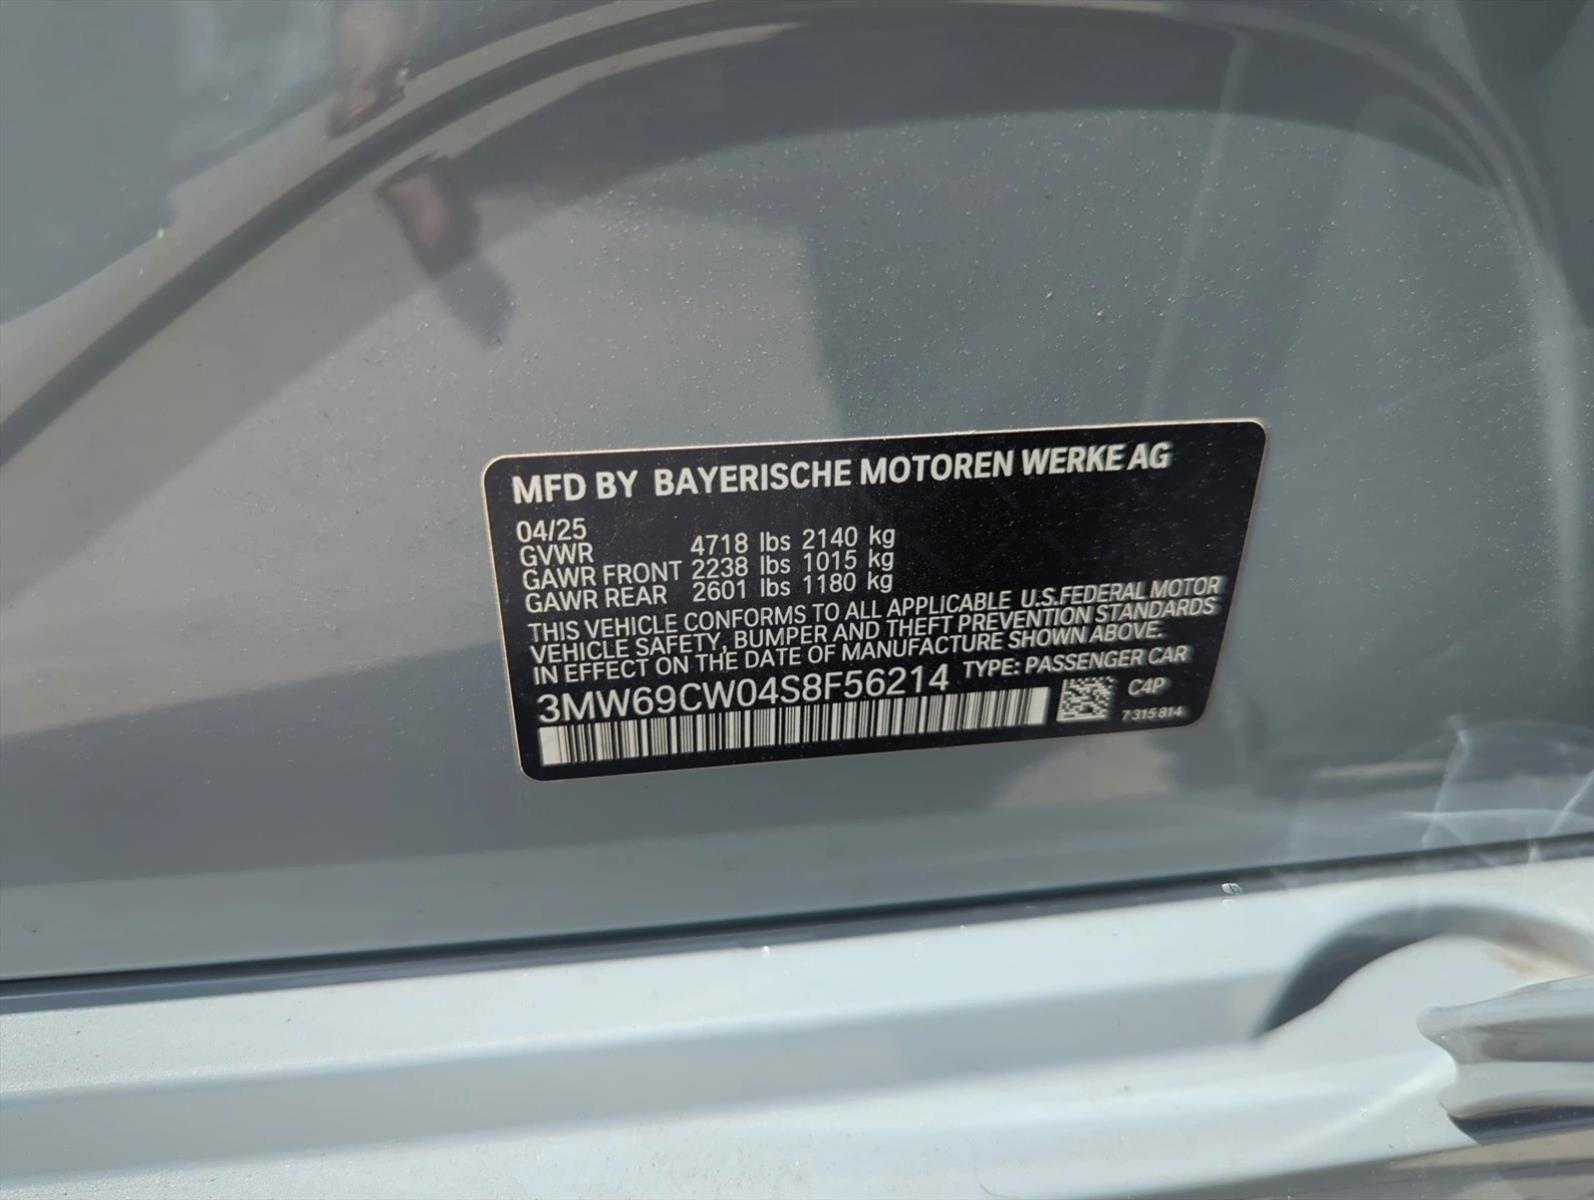 MFD BY BAYERISCHE MOTOREN WERKE AG
04/25
GVWR 4718 lbs 2140 kg
GAWR FRONT 2238 lbs 1015 kg
GAWR REAR 2601 lbs 1180 kg
THIS VEHICLE CONFORMS TO ALL APPLICABLE U.S.FEDERAL MOTOR
VEHICLE SAFETY, BUMPER AND THEFT PREVENTION STANDARDS
IN EFFECT ON THE DATE OF MANUFACTURE SHOWN ABOVE.
3MW69CW04S8F56214 TYPE: PASSENGER CAR
C4P
7 315 814